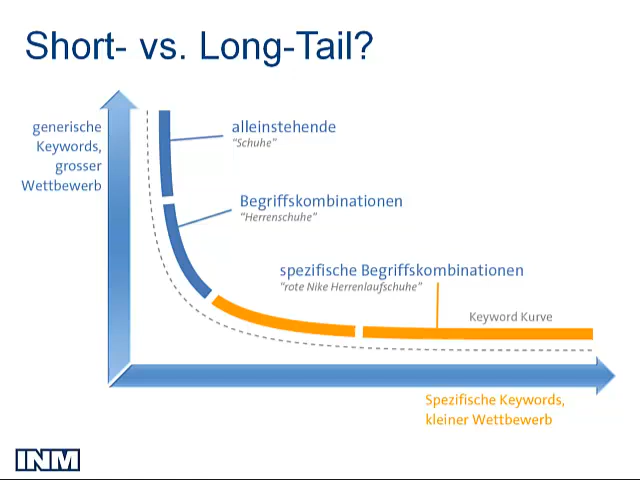 Short- vs. Long-Tail?
generische
Keywords,
grosser
Wettbewerb
alleinstehende
"Schuhe"
Begriffskombinationen
"Herrenschuhe"
spezifische Begriffskombinationen
"rote Nike Herrenlaufschuhe"
Keyword Kurve
Spezifische Keywords,
kleiner Wettbewerb
INM